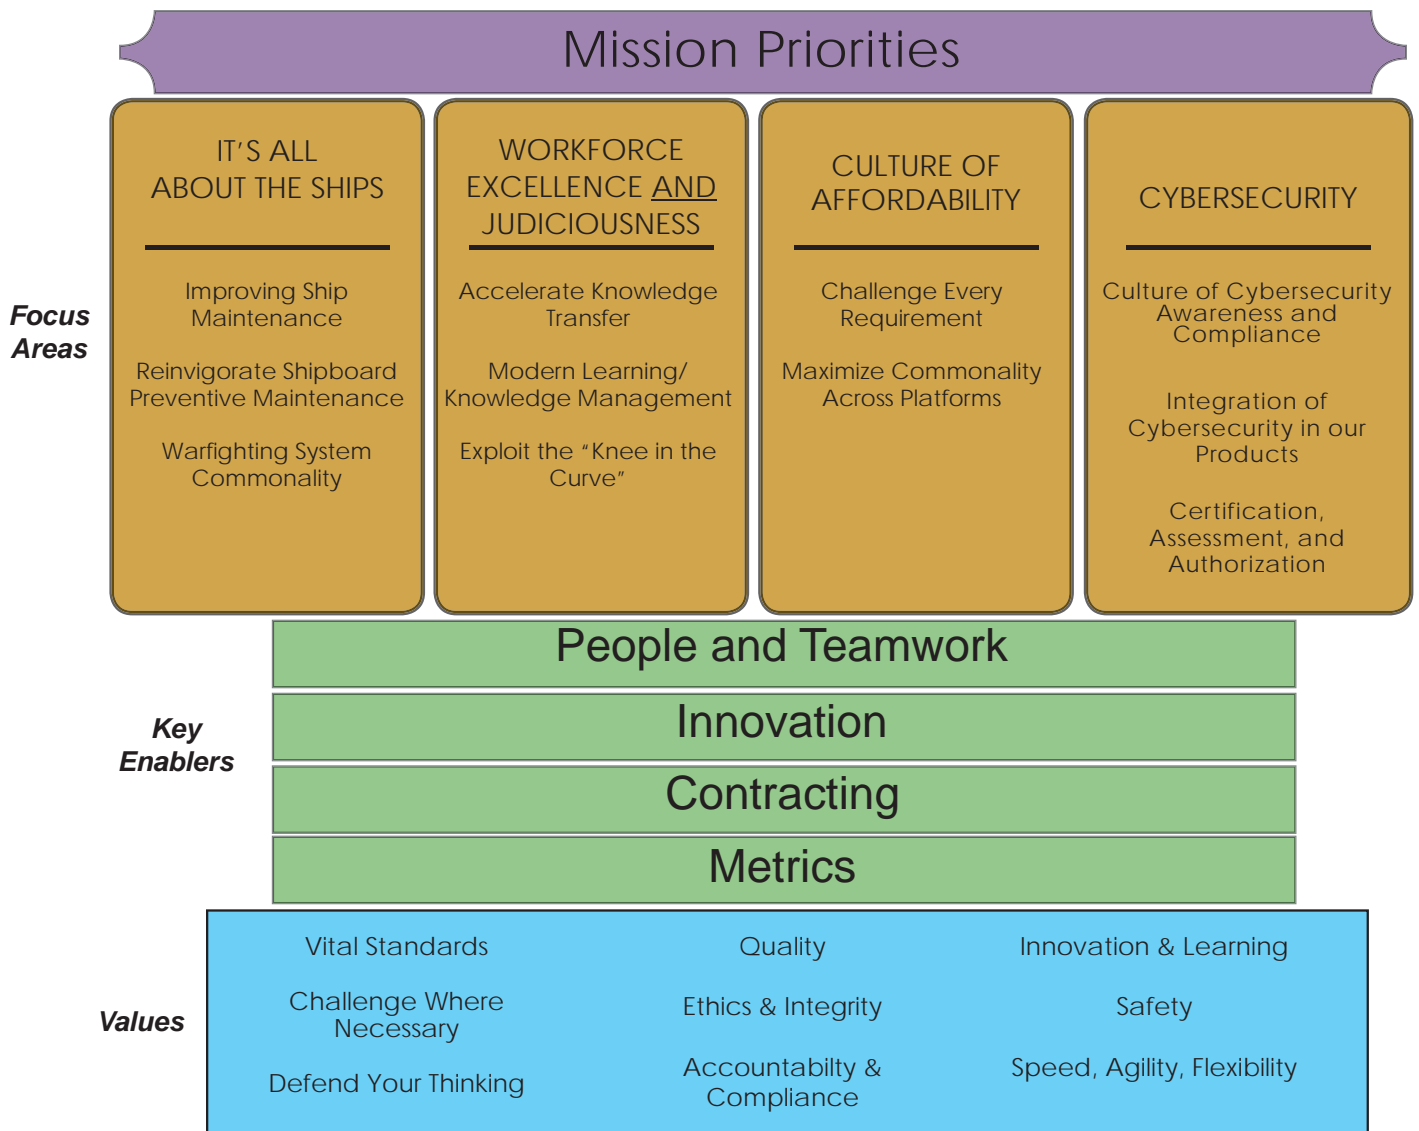 Mission Priorities
Focus
Areas
IT'S ALL
ABOUT THE SHIPS
Improving Ship
Maintenance
Reinvigorate Shipboard
Preventive Maintenance
Warfighting System
Commonality
WORKFORCE
EXCELLENCE AND
JUDICIOUSNESS
Accelerate Knowledge
Transfer
Modern Learning/
Knowledge Management
Exploit the “Knee in the
Curve”
CULTURE OF
AFFORDABILITY
Challenge Every
Requirement
Maximize Commonality
Across Platforms
CYBERSECURITY
Culture of Cybersecurity
Awareness and
Compliance
Integration of
Cybersecurity in our
Products
Certification,
Assessment, and
Authorization
Key
Enablers
People and Teamwork
Innovation
Contracting
Metrics
Values
Vital Standards
Challenge Where
Necessary
Defend Your Thinking
Quality
Ethics & Integrity
Accountabilty &
Compliance
Innovation & Learning
Safety
Speed, Agility, Flexibility